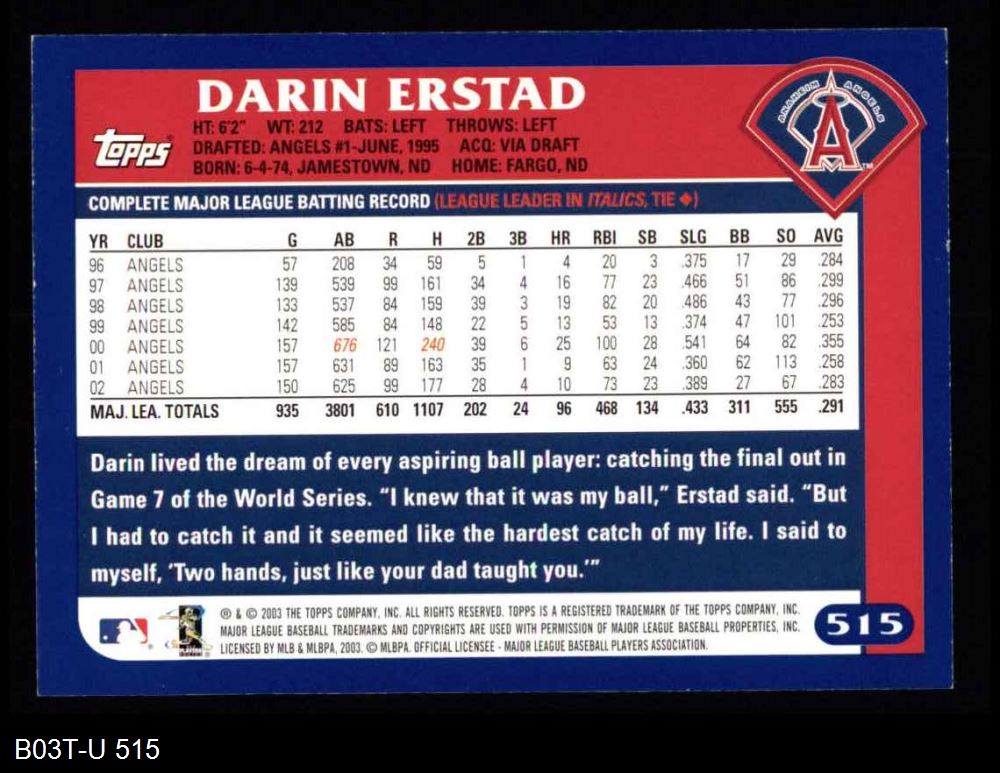 DARIN ERSTAD
Topps
HT: 6'2" WT: 212 BATS: LEFT THROWS: LEFT
DRAFTED: ANGELS #1-JUNE, 1995 ACQ: VIA DRAFT
BORN: 6-4-74, JAMESTOWN, ND HOME: FARGO, ND
ANAHEIM ANGELS
A
TM
COMPLETE MAJOR LEAGUE BATTING RECORD (LEAGUE LEADER IN ITALICS, TIE ♦)
YR CLUB G AB R H 2B 3B HR RBI SB SLG BB SO AVG
96 ANGELS 57 208 34 59 5 1 4 20 3 .375 17 29 .284
97 ANGELS 139 539 99 161 34 4 16 77 23 .466 51 86 .299
98 ANGELS 133 537 84 159 39 3 19 82 20 .486 43 77 .296
99 ANGELS 142 585 84 148 22 5 13 53 13 .374 47 101 .253
00 ANGELS 157 676 121 240 39 6 25 100 28 .541 64 82 .355
01 ANGELS 157 631 89 163 35 1 9 63 24 .360 62 113 .258
02 ANGELS 150 625 99 177 28 4 10 73 23 .389 27 67 .283
MAJ. LEA. TOTALS 935 3801 610 1107 202 24 96 468 134 .433 311 555 .291
Darin lived the dream of every aspiring ball player: catching the final out in
Game 7 of the World Series. “I knew that it was my ball,” Erstad said. “But
I had to catch it and it seemed like the hardest catch of my life. I said to
myself, ‘Two hands, just like your dad taught you.’”
® & © 2003 THE TOPPS COMPANY, INC. ALL RIGHTS RESERVED. TOPPS IS A REGISTERED TRADEMARK OF THE TOPPS COMPANY, INC.
MAJOR LEAGUE BASEBALL TRADEMARKS AND COPYRIGHTS ARE USED WITH PERMISSION OF MAJOR LEAGUE BASEBALL PROPERTIES, INC.
LICENSED BY MLB & MLBPA, 2003. © MLBPA. OFFICIAL LICENSEE - MAJOR LEAGUE BASEBALL PLAYERS ASSOCIATION.
515
B03T-U 515